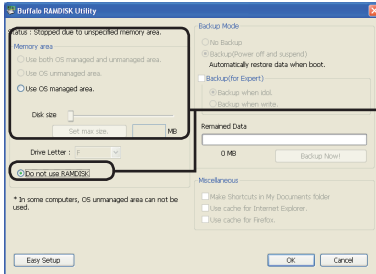 Buffalo RAMDISK Utility
Status : Stopped due to unspecified memory area.
Memory area
Use both OS managed and unmanaged area.
Use OS unmanaged area.
Use OS managed area.
Disk size
Set max size.
MB
Drive Letter : F
Do not use RAMDISK
* In some computers, OS unmanaged area can not be
used.
Easy Setup
Backup Mode
No Backup
Backup(Power off and suspend)
Automatically restore data when boot.
Backup(for Expert)
Backup when idol.
Backup when write.
Remained Data
0 MB
Backup Now!
Miscellaneous
Make Shortcuts in My Documents folder
Use cache for Internet Explorer.
Use cache for Firefox.
OK
Cancel